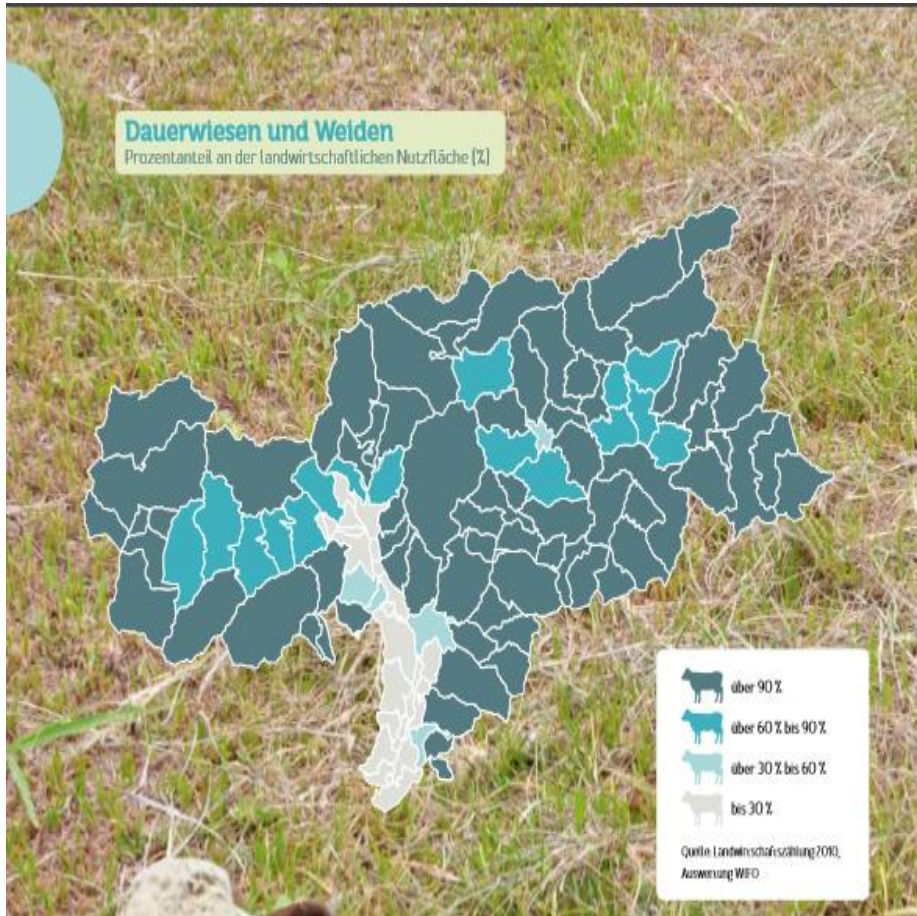 Dauerwiesen und Weiden
Prozentanteil an der landwirtschaftlichen Nutzfläche (%)
über 90 %
über 60 % bis 90 %
über 30 % bis 60 %
bis 30 %
Quelle: Landwirtschaftszählung 2010,
Auswertung WIFO